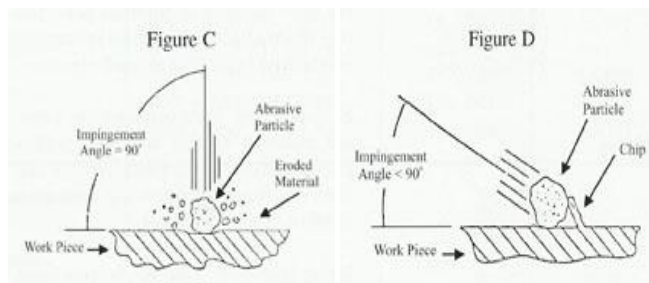 Figure C
Impingement
Angle = 90°
Abrasive
Particle
Eroded
Material
Work Piece
Figure D
Impingement
Angle < 90°
Abrasive
Particle
Chip
Work Piece